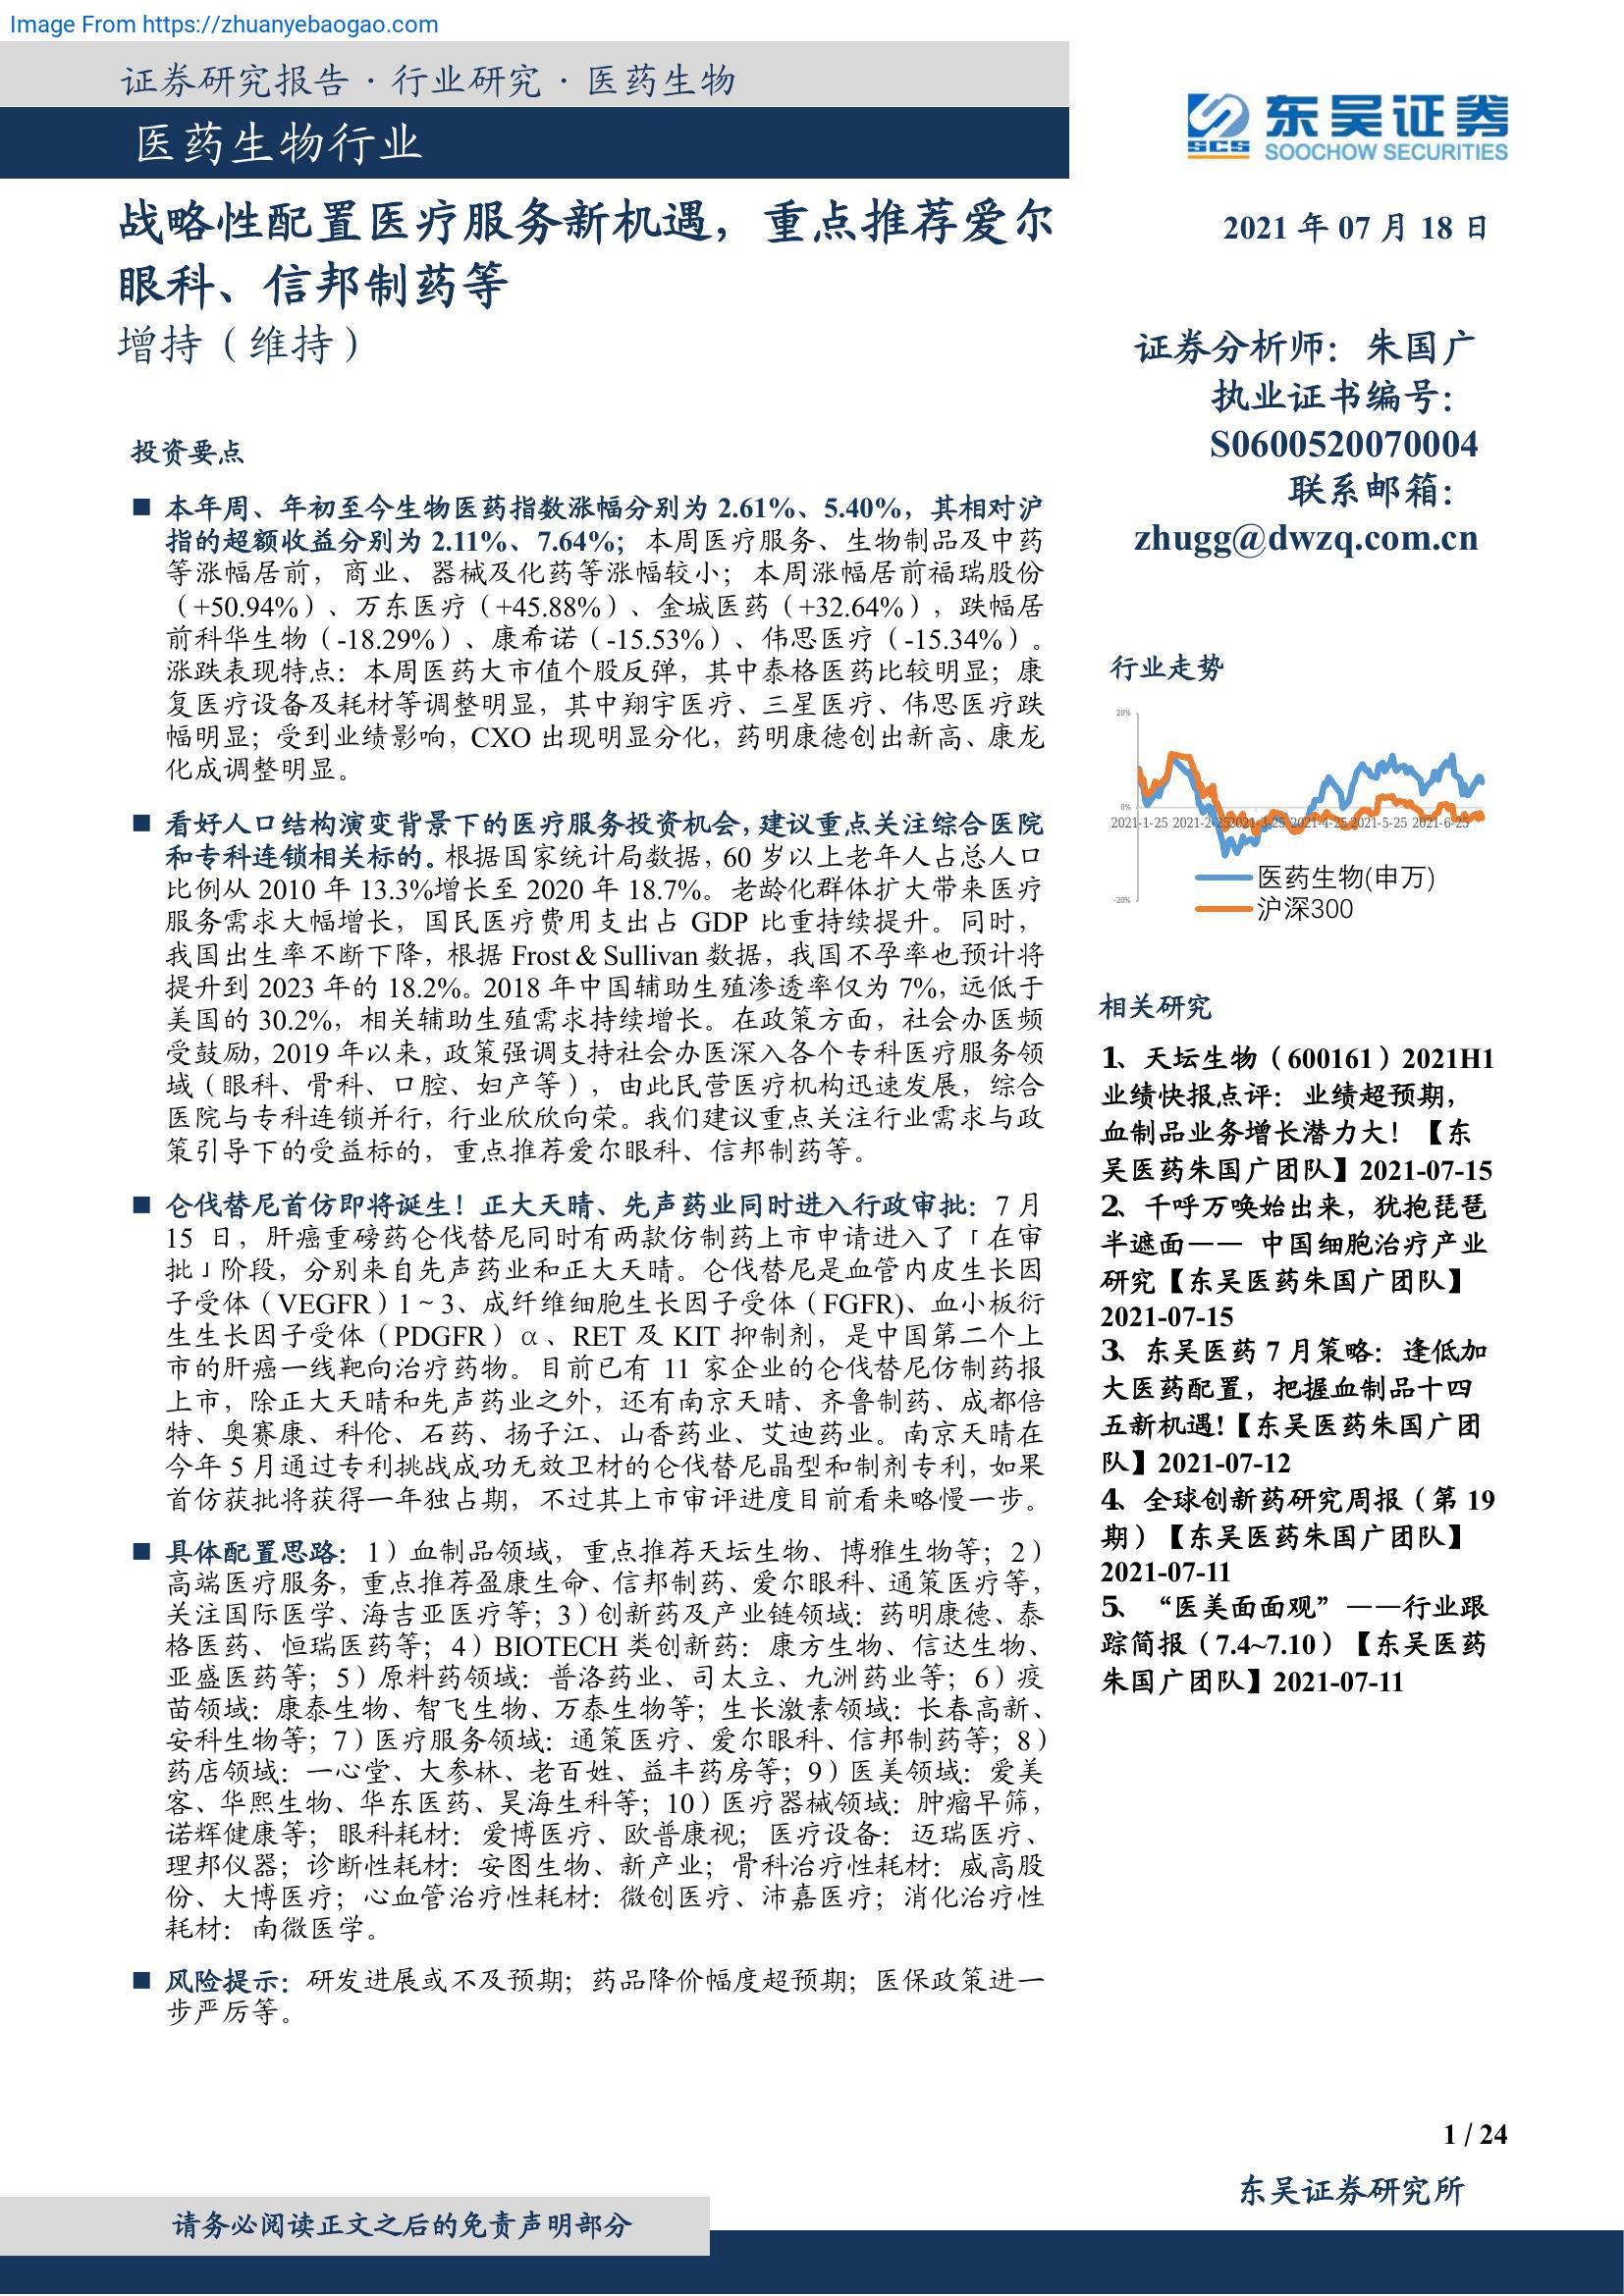 Image From https://zhuanyebaogao.com
证券研究报告·行业研究·医药生物
医药生物行业
东吴证券
SCS
SOOCHOW SECURITIES
战略性配置医疗服务新机遇，重点推荐爱尔
眼科、信邦制药等
增持（维持）
投资要点
■ 本年周、年初至今生物医药指数涨幅分别为 2.61%、5.40%，其相对沪
指的超额收益分别为 2.11%、7.64%；本周医疗服务、生物制品及中药
等涨幅居前，商业、器械及化药等涨幅较小；本周涨幅居前福瑞股份
（+50.94%）、万东医疗（+45.88%）、金城医药（+32.64%），跌幅居
前科华生物（-18.29%）、康希诺（-15.53%）、伟思医疗（-15.34%）。
涨跌表现特点：本周医药大市值个股反弹，其中泰格医药比较明显；康
复医疗设备及耗材等调整明显，其中翔宇医疗、三星医疗、伟思医疗跌
幅明显；受到业绩影响，CXO 出现明显分化，药明康德创出新高、康龙
化成调整明显。
■ 看好人口结构演变背景下的医疗服务投资机会，建议重点关注综合医院
和专科连锁相关标的。根据国家统计局数据，60 岁以上老年人占总人口
比例从 2010 年 13.3%增长至 2020 年 18.7%。老龄化群体扩大带来医疗
服务需求大幅增长，国民医疗费用支出占 GDP 比重持续提升。同时，
我国出生率不断下降，根据 Frost & Sullivan 数据，我国不孕率也预计将
提升到 2023 年的 18.2%。2018 年中国辅助生殖渗透率仅为 7%，远低于
美国的 30.2%，相关辅助生殖需求持续增长。在政策方面，社会办医频
受鼓励，2019 年以来，政策强调支持社会办医深入各个专科医疗服务领
域（眼科、骨科、口腔、妇产等），由此民营医疗机构迅速发展，综合
医院与专科连锁并行，行业欣欣向荣。我们建议重点关注行业需求与政
策引导下的受益标的，重点推荐爱尔眼科、信邦制药等。
■ 仑伐替尼首仿即将诞生！正大天晴、先声药业同时进入行政审批：7 月
15 日，肝癌重磅药仑伐替尼同时有两款仿制药上市申请进入了「在审
批」阶段，分别来自先声药业和正大天晴。仑伐替尼是血管内皮生长因
子受体（VEGFR）1~3、成纤维细胞生长因子受体（FGFR)、血小板衍
生生长因子受体（PDGFR）α、RET 及 KIT 抑制剂，是中国第二个上
市的肝癌一线靶向治疗药物。目前已有 11 家企业的仑伐替尼仿制药报
上市，除正大天晴和先声药业之外，还有南京天晴、齐鲁制药、成都倍
特、奥赛康、科伦、石药、扬子江、山香药业、艾迪药业。南京天晴在
今年 5 月通过专利挑战成功无效卫材的仑伐替尼晶型和制剂专利，如果
首仿获批将获得一年独占期，不过其上市审评进度目前看来略慢一步。
■ 具体配置思路：1）血制品领域，重点推荐天坛生物、博雅生物等；2）
高端医疗服务，重点推荐盈康生命、信邦制药、爱尔眼科、通策医疗等，
关注国际医学、海吉亚医疗等；3）创新药及产业链领域：药明康德、泰
格医药、恒瑞医药等；4）BIOTECH 类创新药：康方生物、信达生物、
亚盛医药等；5）原料药领域：普洛药业、司太立、九洲药业等；6）疫
苗领域：康泰生物、智飞生物、万泰生物等；生长激素领域：长春高新、
安科生物等；7）医疗服务领域：通策医疗、爱尔眼科、信邦制药等；8）
药店领域：一心堂、大参林、老百姓、益丰药房等；9）医美领域：爱美
客、华熙生物、华东医药、昊海生科等；10）医疗器械领域：肿瘤早筛，
诺辉健康等；眼科耗材：爱博医疗、欧普康视；医疗设备：迈瑞医疗、
理邦仪器；诊断性耗材：安图生物、新产业；骨科治疗性耗材：威高股
份、大博医疗；心血管治疗性耗材：微创医疗、沛嘉医疗；消化治疗性
耗材：南微医学。
■ 风险提示：研发进展或不及预期；药品降价幅度超预期；医保政策进一
步严厉等。
2021 年 07 月 18 日
证券分析师：朱国广
执业证书编号：
S0600520070004
联系邮箱：
zhugg@dwzq.com.cn
行业走势
20%
0%
2021-1-25 2021-2-25 2021-3-25 2021-4-25 2021-5-25 2021-6-25
-20%
医药生物(申万)
沪深300
相关研究
1、天坛生物（600161）2021H1
业绩快报点评：业绩超预期，
血制品业务增长潜力大！【东
吴医药朱国广团队】2021-07-15
2、千呼万唤始出来，犹抱琵琶
半遮面—— 中国细胞治疗产业
研究【东吴医药朱国广团队】
2021-07-15
3、东吴医药 7 月策略：逢低加
大医药配置，把握血制品十四
五新机遇!【东吴医药朱国广团
队】2021-07-12
4、全球创新药研究周报（第 19
期）【东吴医药朱国广团队】
2021-07-11
5、“医美面面观”——行业跟
踪简报（7.4~7.10）【东吴医药
朱国广团队】2021-07-11
1 / 24
东吴证券研究所
请务必阅读正文之后的免责声明部分